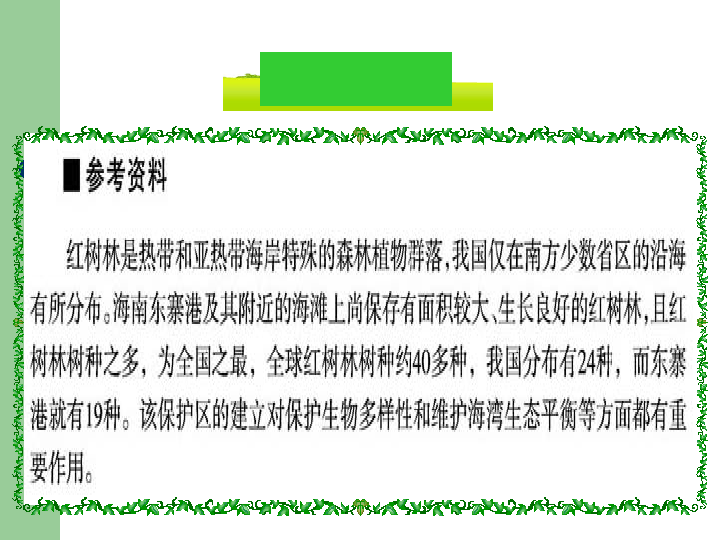 ■参考资料
红树林是热带和亚热带海岸特殊的森林植物群落,我国仅在南方少数省区的沿海
有所分布。海南东寨港及其附近的海滩上尚保存有面积较大、生长良好的红树林,且红
树林树种之多，为全国之最，全球红树林树种约40多种，我国分布有24种，而东寨
港就有19种。该保护区的建立对保护生物多样性和维护海湾生态平衡等方面都有重
要作用。